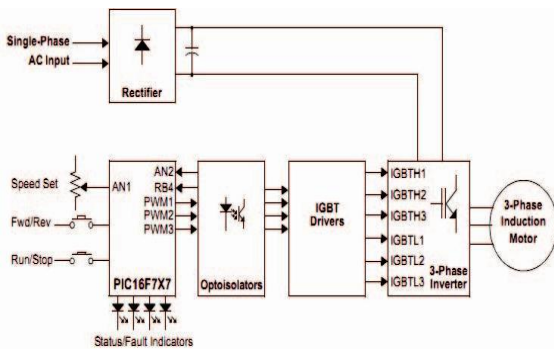 Single-Phase
AC Input
Rectifier
Speed Set
Fwd/Rev
Run/Stop
AN1
AN2
RB4
PWM1
PWM2
PWM3
PIC16F7X7
Status/Fault Indicators
Optoisolators
IGBT
Drivers
IGBTH1
IGBTH2
IGBTH3
IGBTL1
IGBTL2
IGBTL3
3-Phase
Inverter
3-Phase
Induction
Motor